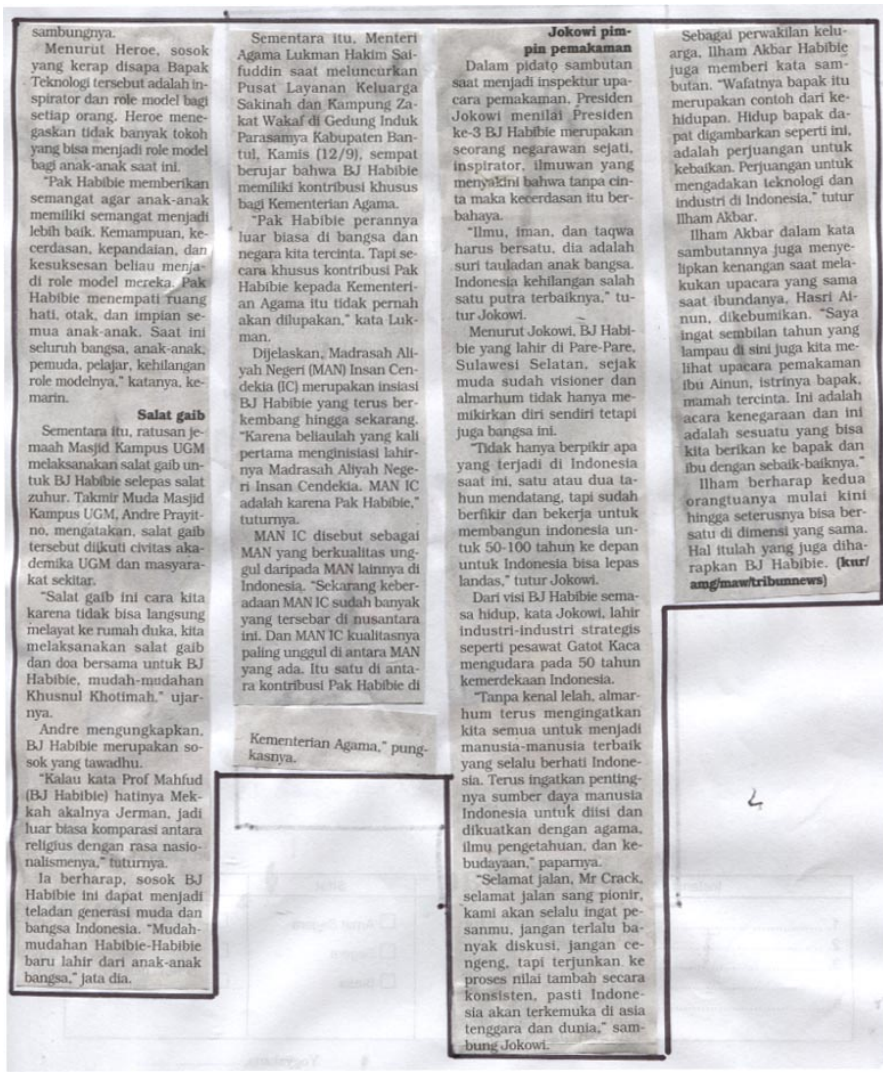 sambungnya.
Menurut Heroe, sosok
yang kerap disapa Bapak
Teknologi tersebut adalah in-
spirator dan role model bagi
setiap orang. Heroe mene-
gaskan tidak banyak tokoh
yang bisa menjadi role model
bagi anak-anak saat ini.
"Pak Habibie memberikan
semangat agar anak-anak
memiliki semangat menjadi
lebih baik. Kemampuan, ke-
cerdasan, kepandaian, dan
kesuksesan beliau menja-
di role model mereka. Pak
Habibie menempati ruang
hati, otak, dan impian se-
mua anak-anak. Saat ini
seluruh bangsa, anak-anak,
pemuda, pelajar, kehilangan
role modelnya," katanya, ke-
marin.
Salat gaib
Sementara itu, ratusan je-
maah Masjid Kampus UGM
melaksanakan salat gaib un-
tuk BJ Habibie selepas salat
zuhur. Takmir Muda Masjid
Kampus UGM, Andre Prayit-
no, mengatakan, salat gaib
tersebut diikuti civitas aka-
demika UGM dan masyara-
kat sekitar.
"Salat gaib ini cara kita
karena tidak bisa langsung
melayat ke rumah duka, kita
melaksanakan salat gaib
dan doa bersama untuk BJ
Habibie, mudah-mudahan
Khusnul Khotimah," ujar-
nya.
Andre mengungkapkan,
BJ Habibie merupakan so-
sok yang tawadhu.
"Kalau kata Prof Mahfud
(BJ Habibie) hatinya Mek-
kah akalnya Jerman, jadi
luar biasa komparasi antara
religius dengan rasa nasio-
nalismenya," tuturnya.
Ia berharap, sosok BJ
Habibie ini dapat menjadi
teladan generasi muda dan
bangsa Indonesia. "Mudah-
mudahan Habibie-Habibie
baru lahir dari anak-anak
bangsa," jata dia.
Sementara itu, Menteri
Agama Lukman Hakim Sai-
fuddin saat meluncurkan
Pusat Layanan Keluarga
Sakinah dan Kampung Za-
kat Wakaf di Gedung Induk
Parasamya Kabupaten Ban-
tul, Kamis (12/9), sempat
berujar bahwa BJ Habibie
memiliki kontribusi khusus
bagi Kementerian Agama.
"Pak Habibie perannya
luar biasa di bangsa dan
negara kita tercinta. Tapi se-
cara khusus kontribusi Pak
Habibie kepada Kementeri-
an Agama itu tidak pernah
akan dilupakan," kata Luk-
man.
Dijelaskan, Madrasah Ali-
yah Negeri (MAN) Insan Cen-
dekia (IC) merupakan insiasi
BJ Habibie yang terus ber-
kembang hingga sekarang.
"Karena beliaulah yang kali
pertama menginisiasi lahir-
nya Madrasah Aliyah Nege-
ri Insan Cendekia. MAN IC
adalah karena Pak Habibie,"
tuturnya.
MAN IC disebut sebagai
MAN yang berkualitas ung-
gul daripada MAN lainnya di
Indonesia. "Sekarang keber-
adaan MAN IC sudah banyak
yang tersebar di nusantara
ini. Dan MAN IC kualitasnya
paling unggul di antara MAN
yang ada. Itu satu di anta-
ra kontribusi Pak Habibie di
Kementerian Agama," pung-
kasnya.
Jokowi pim-
pin pemakaman
Dalam pidato sambutan
saat menjadi inspektur upa-
cara pemakaman, Presiden
Jokowi menilai Presiden
ke-3 BJ Habibie merupakan
seorang negarawan sejati,
inspirator, ilmuwan yang
menyakini bahwa tanpa cin-
ta maka kecerdasan itu ber-
bahaya.
"Ilmu, iman, dan taqwa
harus bersatu, dia adalah
suri tauladan anak bangsa.
Indonesia kehilangan salah
satu putra terbaiknya," tu-
tur Jokowi.
Menurut Jokowi, BJ Habi-
bie yang lahir di Pare-Pare,
Sulawesi Selatan, sejak
muda sudah visioner dan
almarhum tidak hanya me-
mikirkan diri sendiri tetapi
juga bangsa ini.
"Tidak hanya berpikir apa
yang terjadi di Indonesia
saat ini, satu atau dua ta-
hun mendatang, tapi sudah
berfikir dan bekerja untuk
membangun indonesia un-
tuk 50-100 tahun ke depan
untuk Indonesia bisa lepas
landas," tutur Jokowi.
Dari visi BJ Habibie sema-
sa hidup, kata Jokowi, lahir
industri-industri strategis
seperti pesawat Gatot Kaca
mengudara pada 50 tahun
kemerdekaan Indonesia.
"Tanpa kenal lelah, almar-
hum terus mengingatkan
kita semua untuk menjadi
manusia-manusia terbaik
yang selalu berhati Indone-
sia. Terus ingatkan penting-
nya sumber daya manusia
Indonesia untuk diisi dan
dikuatkan dengan agama,
ilmu pengetahuan, dan ke-
budayaan," paparnya.
"Selamat jalan, Mr Crack,
selamat jalan sang pionir,
kami akan selalu ingat pe-
sanmu, jangan terlalu ba-
nyak diskusi, jangan ce-
ngeng, tapi terjunkan ke
proses nilai tambah secara
konsisten, pasti Indone-
sia akan terkemuka di asia
tenggara dan dunia," sam-
bung Jokowi.
Sebagai perwakilan kelu-
arga, Ilham Akbar Habibie
juga memberi kata sam-
butan. "Wafatnya bapak itu
merupakan contoh dari ke-
hidupan. Hidup bapak da-
pat digambarkan seperti ini,
adalah perjuangan untuk
kebaikan. Perjuangan untuk
mengadakan teknologi dan
industri di Indonesia," tutur
Ilham Akbar.
Ilham Akbar dalam kata
sambutannya juga menye-
lipkan kenangan saat mela-
kukan upacara yang sama
saat ibundanya, Hasri Ai-
nun, dikebumikan. "Saya
ingat sembilan tahun yang
lampau di sini juga kita me-
lihat upacara pemakaman
ibu Ainun, istrinya bapak,
mamah tercinta. Ini adalah
acara kenegaraan dan ini
adalah sesuatu yang bisa
kita berikan ke bapak dan
ibu dengan sebaik-baiknya."
Ilham berharap kedua
orangtuanya mulai kini
hingga seterusnya bisa ber-
satu di dimensi yang sama.
Hal itulah yang juga diha-
rapkan BJ Habibie. (kur/
amg/maw/tribunnews)